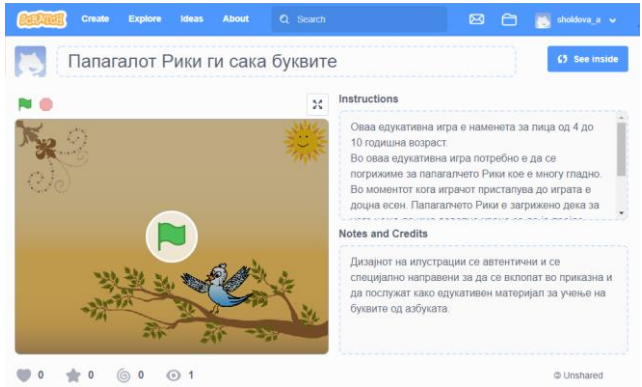 SCRATCH Create Explore Ideas About Search sholdova_a
Папагалот Рики ги сака буквите
See inside
Instructions
Оваа едукативна игра е наменета за лица од 4 до
10 годишна возраст.
Во оваа едукативна игра потребно е да се
погрижиме за папагалчето Рики кое е многу гладно.
Во моментот кога играчот пристапува до играта е
доцна есен. Папагалчето Рики е загрижено дека за
Notes and Credits
Дизајнот на илустрации се автентични и се
специјално направени за да се вклопат во приказна и
да послужат како едукативен материјал за учење на
буквите од азбуката.
0 0 0 1
Unshared